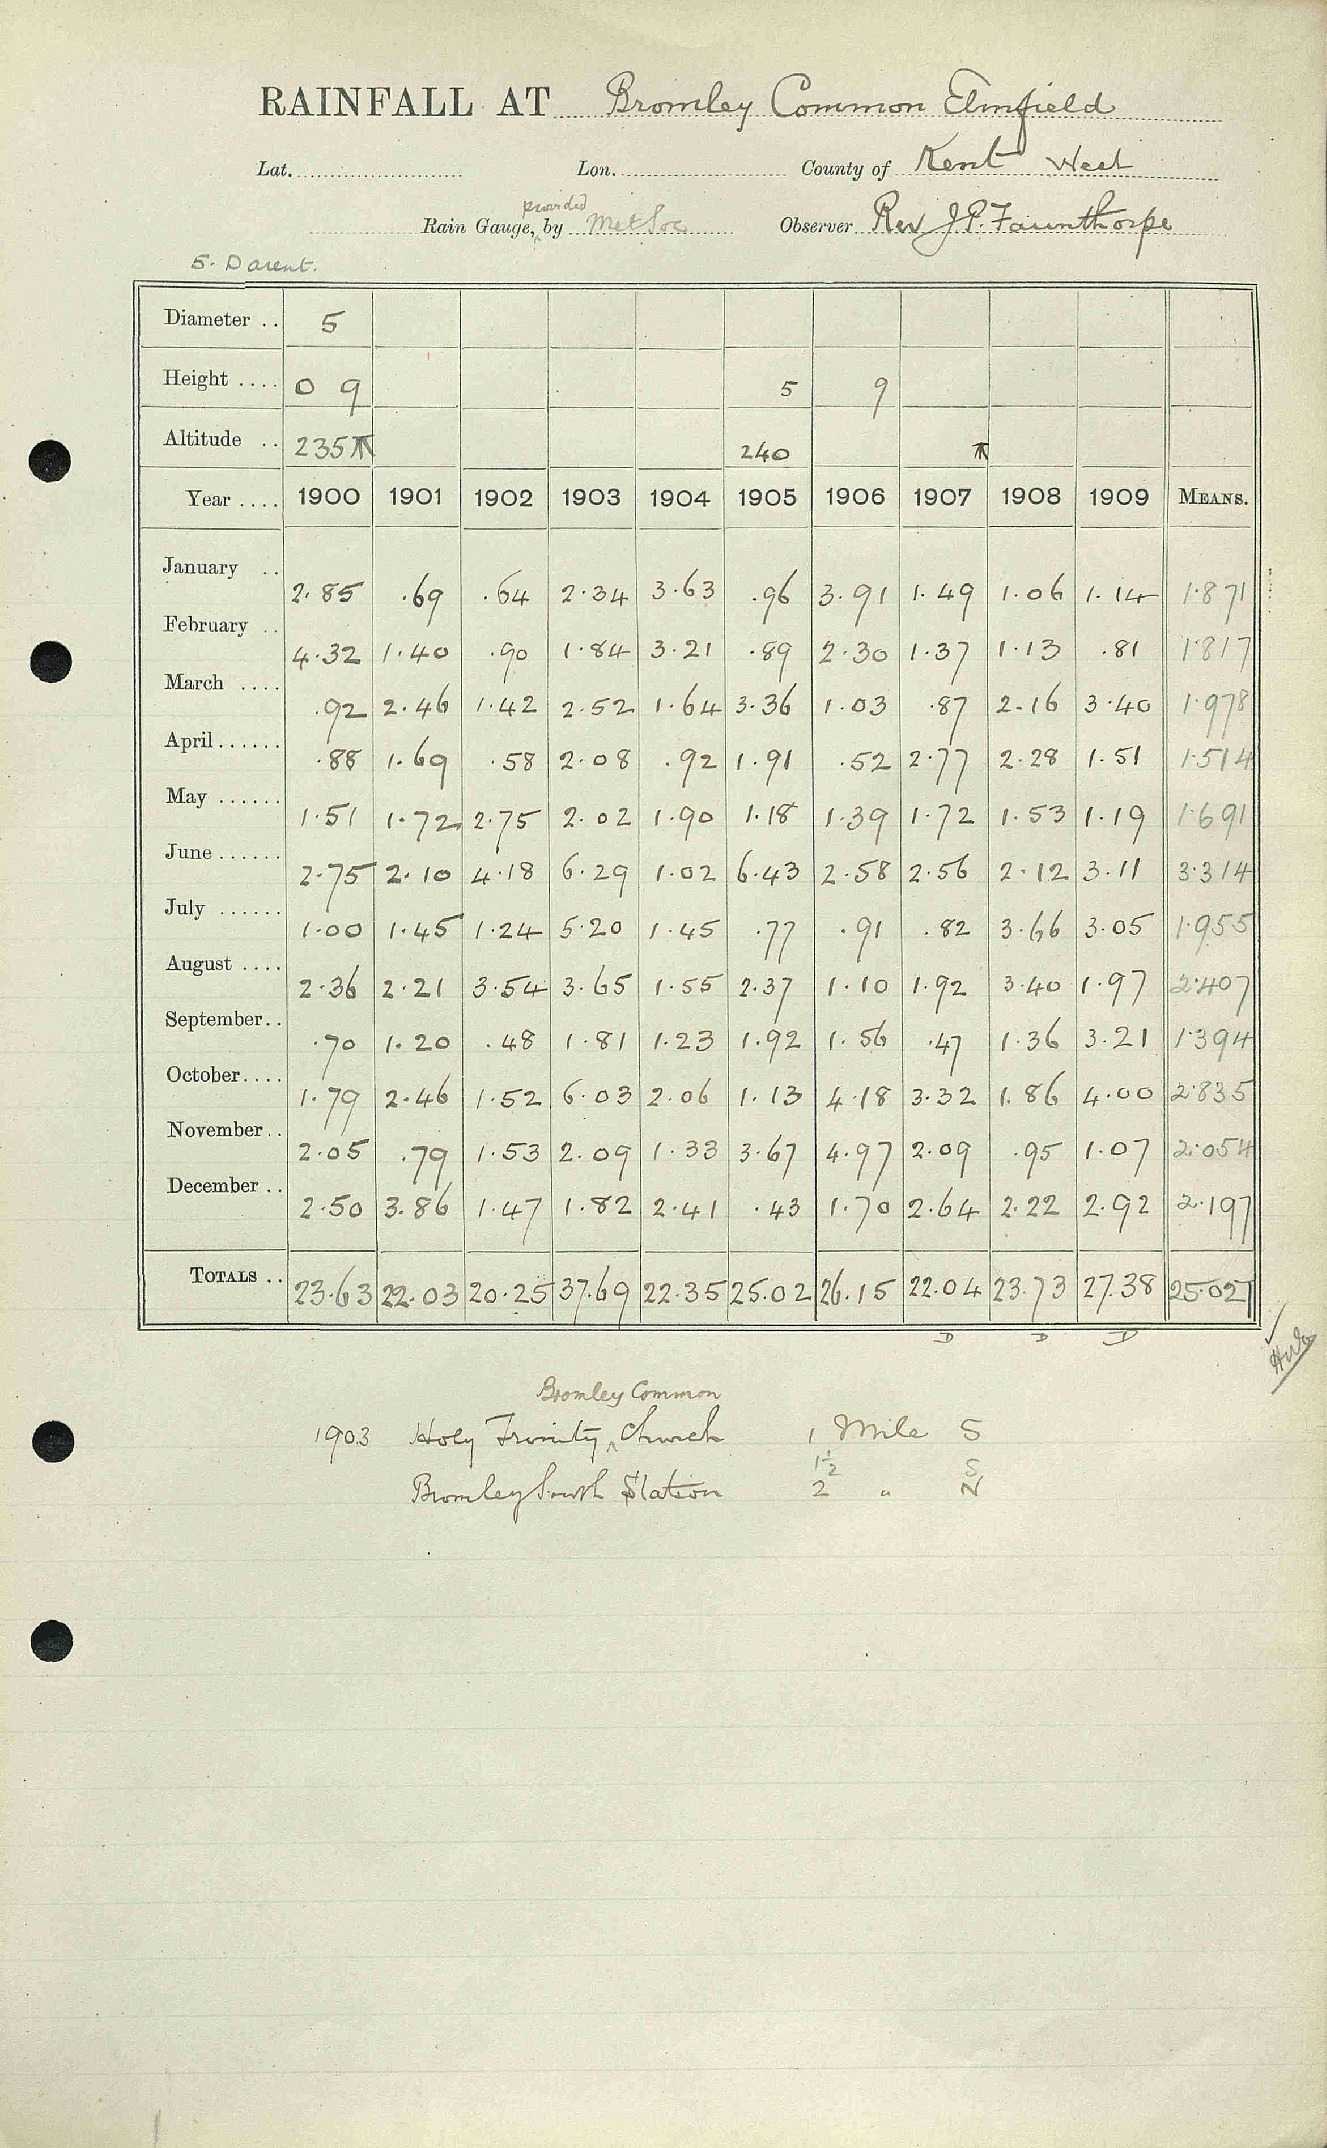 RAINFALL AT Bromley Common Elmfield
Lat. Lon. County of Kent West
provided
Rain Gauge, by Met Soc Observer Rev J.P. Faunthorpe
5. Darent.
Diameter .. 5
Height .... 0 9 5 9
Altitude .. 235 240
Year .... 1900 1901 1902 1903 1904 1905 1906 1907 1908 1909 MEANS.
January .. 2.85 .69 .64 2.34 3.63 .96 3.91 1.49 1.06 1.14 1.871
February .. 4.32 1.40 .90 1.84 3.21 .89 2.30 1.37 1.13 .81 1.817
March .... .92 2.46 1.42 2.52 1.64 3.36 1.03 .87 2.16 3.40 1.978
April ...... .88 1.69 .58 2.08 .92 1.91 .52 2.77 2.28 1.51 1.514
May ...... 1.51 1.72 2.75 2.02 1.90 1.18 1.39 1.72 1.53 1.19 1.691
June ...... 2.75 2.10 4.18 6.29 1.02 6.43 2.58 2.56 2.12 3.11 3.314
July ...... 1.00 1.45 1.24 5.20 1.45 .77 .91 .82 3.66 3.05 1.955
August .... 2.36 2.21 3.54 3.65 1.55 2.37 1.10 1.92 3.40 1.97 2.407
September .. .70 1.20 .48 1.81 1.23 1.92 1.56 .47 1.36 3.21 1.394
October .... 1.79 2.46 1.52 6.03 2.06 1.13 4.18 3.32 1.86 4.00 2.835
November .. 2.05 .79 1.53 2.09 1.33 3.67 4.97 2.09 .95 1.07 2.054
December .. 2.50 3.86 1.47 1.82 2.41 .43 1.70 2.64 2.22 2.92 2.197
TOTALS .. 23.63 22.03 20.25 37.69 22.35 25.02 26.15 22.04 23.73 27.38 25.027
D D D
Bromley Common
1903 Holy Trinity Church 1 Mile S
1½ S
Bromley South Station 2 " N